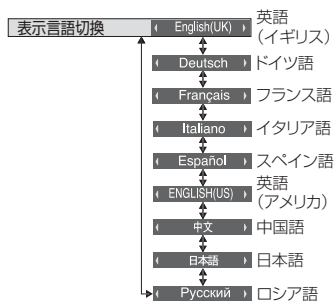 表示言語切換 English(UK) 英語
(イギリス)
Deutsch ドイツ語
Français フランス語
Italiano イタリア語
Español スペイン語
ENGLISH(US) 英語
(アメリカ)
中文 中国語
日本語 日本語
Русский ロシア語